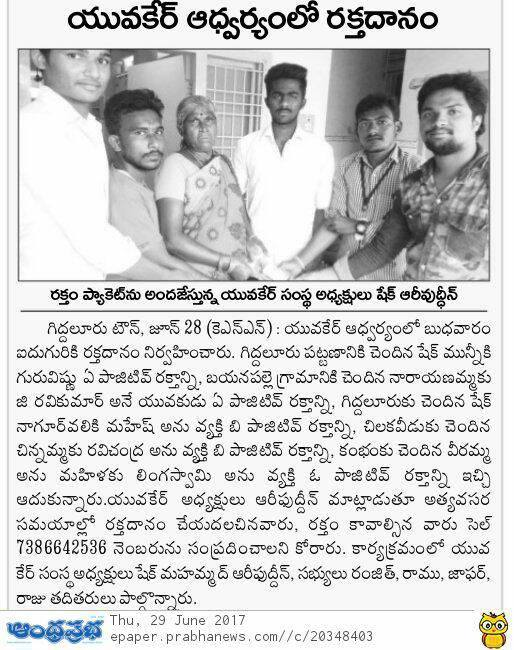 యువకేర్ ఆధ్వర్యంలో రక్తదానం
రక్తం ప్యాకెట్‌ను అందజేస్తున్న యువకేర్ సంస్థ అధ్యక్షులు షేక్ ఆరీవుద్దీన్
గిద్దలూరు టౌన్, జూన్ 28 (కెఎన్ఎన్) : యువకేర్ ఆధ్వర్యంలో బుధవారం
ఐదుగురికి రక్తదానం నిర్వహించారు. గిద్దలూరు పట్టణానికి చెందిన షేక్ మున్నీకి
గురువిష్ణు ఏ పాజిటివ్ రక్తాన్ని, బయనపల్లె గ్రామానికి చెందిన నారాయణమ్మకు
జి రవికుమార్ అనే యువకుడు ఏ పాజిటివ్ రక్తాన్ని, గిద్దలూరుకు చెందిన షేక్
నాగూర్‌వలికి మహేష్ అను వ్యక్తి బి పాజిటివ్ రక్తాన్ని, చిలకవీడుకు చెందిన
చిన్నమ్మకు రవిచంద్ర అను వ్యక్తి బి పాజిటివ్ రక్తాన్ని, కంభంకు చెందిన వీరమ్మ
అను మహిళకు లింగస్వామి అను వ్యక్తి ఓ పాజిటివ్ రక్తాన్ని ఇచ్చి
ఆదుకున్నారు.యువకేర్ అధ్యక్షులు ఆరీఫుద్దీన్ మాట్లాడుతూ అత్యవసర
సమయాల్లో రక్తదానం చేయదలచినవారు, రక్తం కావాల్సిన వారు సెల్
7386642536 నెంబరును సంప్రదించాలని కోరారు. కార్యక్రమంలో యువ
కేర్ సంస్థ అధ్యక్షులు షేక్ మహమ్మద్ ఆరీఫుద్దీన్, సభ్యులు రంజిత్, రాము, జాఫర్,
రాజు తదితరులు పాల్గొన్నారు.
ఆంధ్రప్రభ
Thu, 29 June 2017
epaper.prabhanews.com//c/20348403